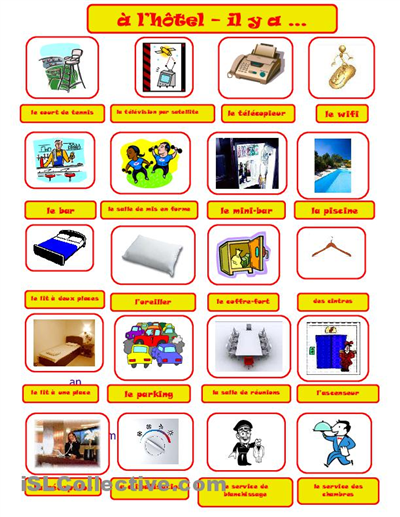 à l'hôtel - il y a ...
le court de tennis
la télévision par satellite
le télécopieur
le wifi
le bar
la salle de mis en forme
le mini-bar
la piscine
le lit à deux places
l'oreiller
le coffre-fort
des cintres
le lit à une place
le parking
la salle de réunions
l'ascenseur
an
m
la climatisation
le service de blanchissage
le service des chambres
iSLCollective.com